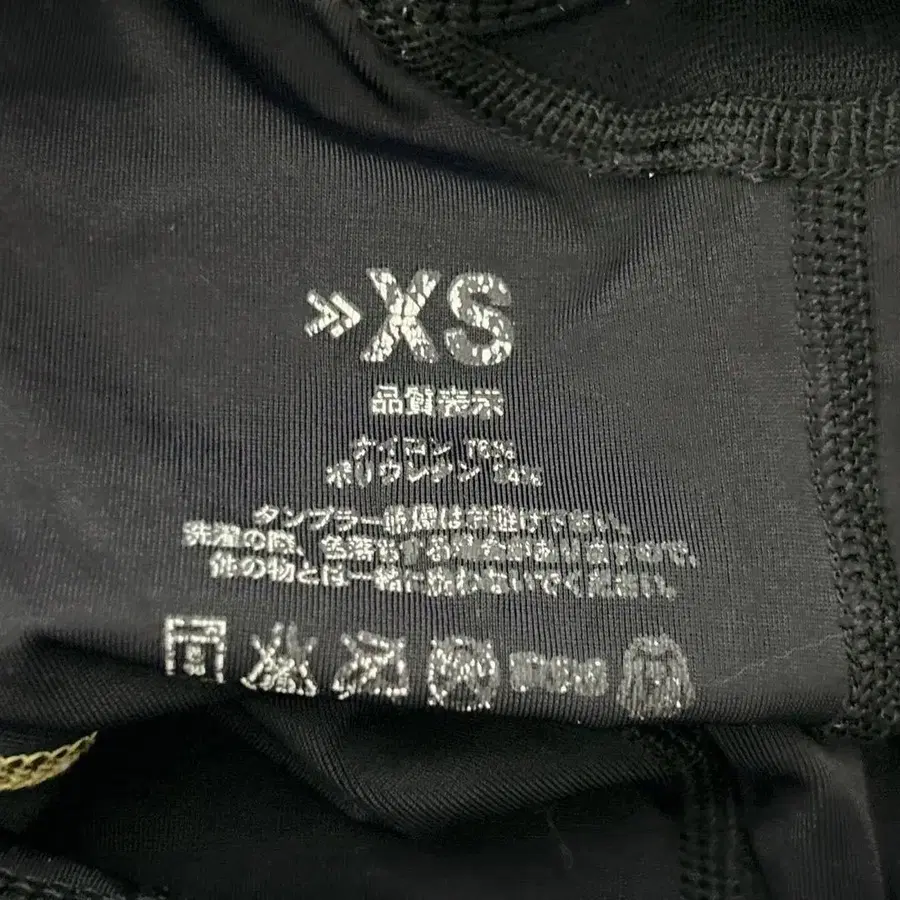 »XS
品質表示
ナイロン 76%
ポリウレタン 24%
タンブラー乾燥はお避け下さい。
洗濯の際、色落ちする場合がありますので、
他の物とは一緒に洗わないでください。